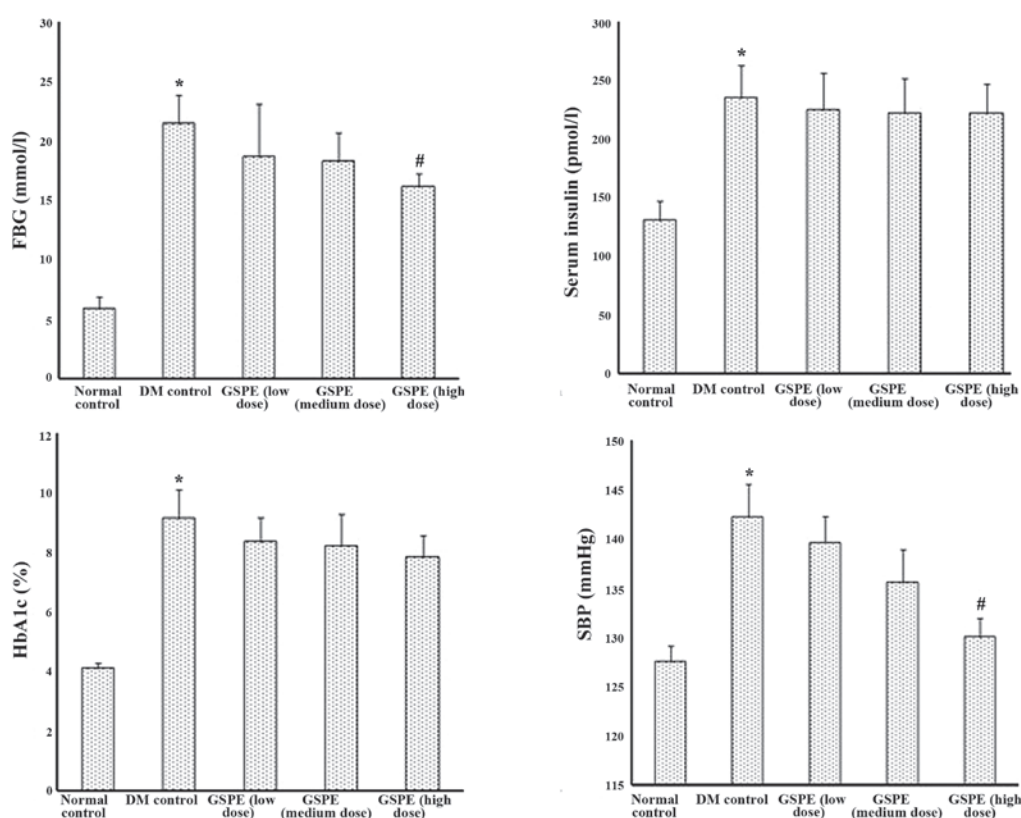 FBG (mmol/l)
30
25
20
15
10
5
0
*
#
Normal
control
DM control
GSPE (low
dose)
GSPE
(medium dose)
GSPE (high
dose)
Serum insulin (pmol/l)
300
250
200
150
100
50
0
*
Normal
control
DM control
GSPE (low
dose)
GSPE
(medium dose)
GSPE (high
dose)
HbA1c (%)
12
10
8
6
4
2
0
*
Normal
control
DM control
GSPE (low
dose)
GSPE
(medium dose)
GSPE (high
dose)
SBP (mmHg)
150
145
140
135
130
125
120
115
*
#
Normal
control
DM control
GSPE (low
dose)
GSPE
(medium dose)
GSPE (high
dose)